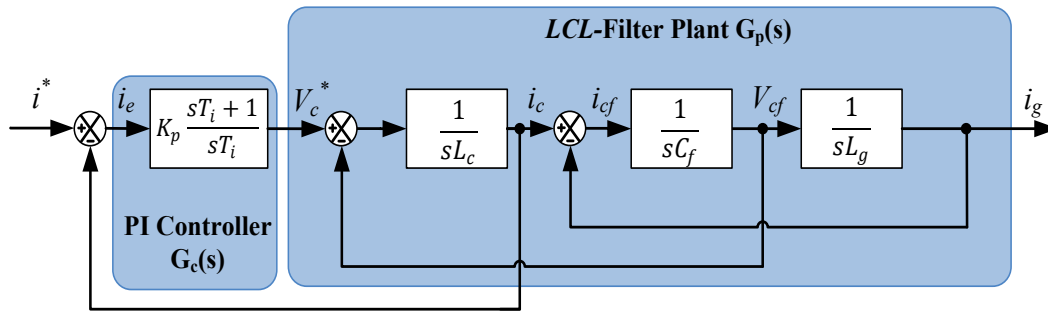 LCL-Filter Plant Gp(s)
i* ie Kp sTi + 1 / sTi Vc* 1 / sLc ic icf 1 / sCf Vcf 1 / sLg ig
+ − + − + −
PI Controller
Gc(s)